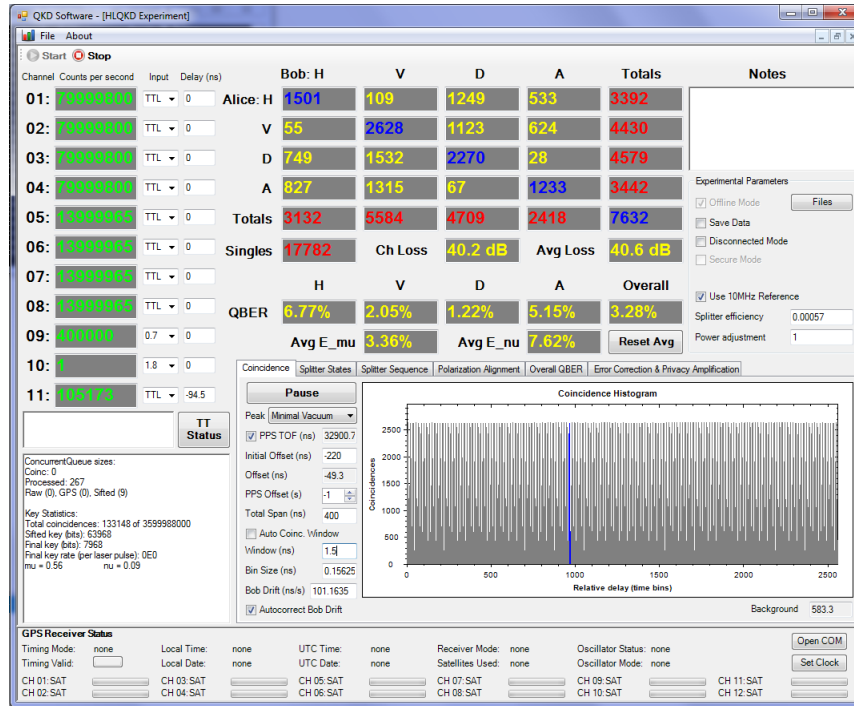 QKD Software - [HLQKD Experiment]
File About
Start Stop
Channel Counts per second Input Delay (ns) Bob: H V D A Totals Notes
01: 79999800 TTL 0 Alice: H 1501 109 1249 533 3392
02: 79999800 TTL 0 V 55 2628 1123 624 4430
03: 79999800 TTL 0 D 749 1532 2270 28 4579
04: 79999800 TTL 0 A 827 1315 67 1233 3442
05: 13999965 TTL 0 Totals 3132 5584 4709 2418 7632
06: 13999965 TTL 0 Singles 17782 Ch Loss 40.2 dB Avg Loss 40.6 dB
07: 13999965 TTL 0 H V D A Overall
08: 13999965 TTL 0 QBER 6.77% 2.05% 1.22% 5.15% 3.28%
09: 400000 0.7 0 Avg E_mu 3.36% Avg E_nu 7.62% Reset Avg
10: 1 1.8 0
11: 105173 TTL -94.5
Experimental Parameters
Offline Mode Files
Save Data
Disconnected Mode
Secure Mode
Use 10MHz Reference
Splitter efficiency 0.00057
Power adjustment 1
TT Status
ConcurrentQueue sizes:
Coinc: 0
Processed: 267
Raw (0), GPS (0), Sifted (9)
Key Statistics:
Total coincidences: 133148 of 3599988000
Sifted key (bits): 63968
Final key (bits): 7968
Final key rate (per laser pulse): 0E0
mu = 0.56 nu = 0.09
Coincidence Splitter States Splitter Sequence Polarization Alignment Overall QBER Error Correction & Privacy Amplification
Pause
Peak Minimal Vacuum
PPS TOF (ns) 32900.7
Initial Offset (ns) -220
Offset (ns) -49.3
PPS Offset (s) -1
Total Span (ns) 400
Auto Coinc. Window
Window (ns) 1.5
Bin Size (ns) 0.15625
Bob Drift (ns/s) 101.1635
Autocorrect Bob Drift
Coincidence Histogram
Coincidences
2500
2000
1500
1000
500
0
0 500 1000 1500 2000 2500
Relative delay (time bins)
Background 583.3
GPS Receiver Status
Timing Mode: none Local Time: none UTC Time: none Receiver Mode: none Oscillator Status: none Open COM
Timing Valid: Local Date: none UTC Date: none Satellites Used: none Oscillator Mode: none Set Clock
CH 01:SAT CH 03:SAT CH 05:SAT CH 07:SAT CH 09:SAT CH 11:SAT
CH 02:SAT CH 04:SAT CH 06:SAT CH 08:SAT CH 10:SAT CH 12:SAT